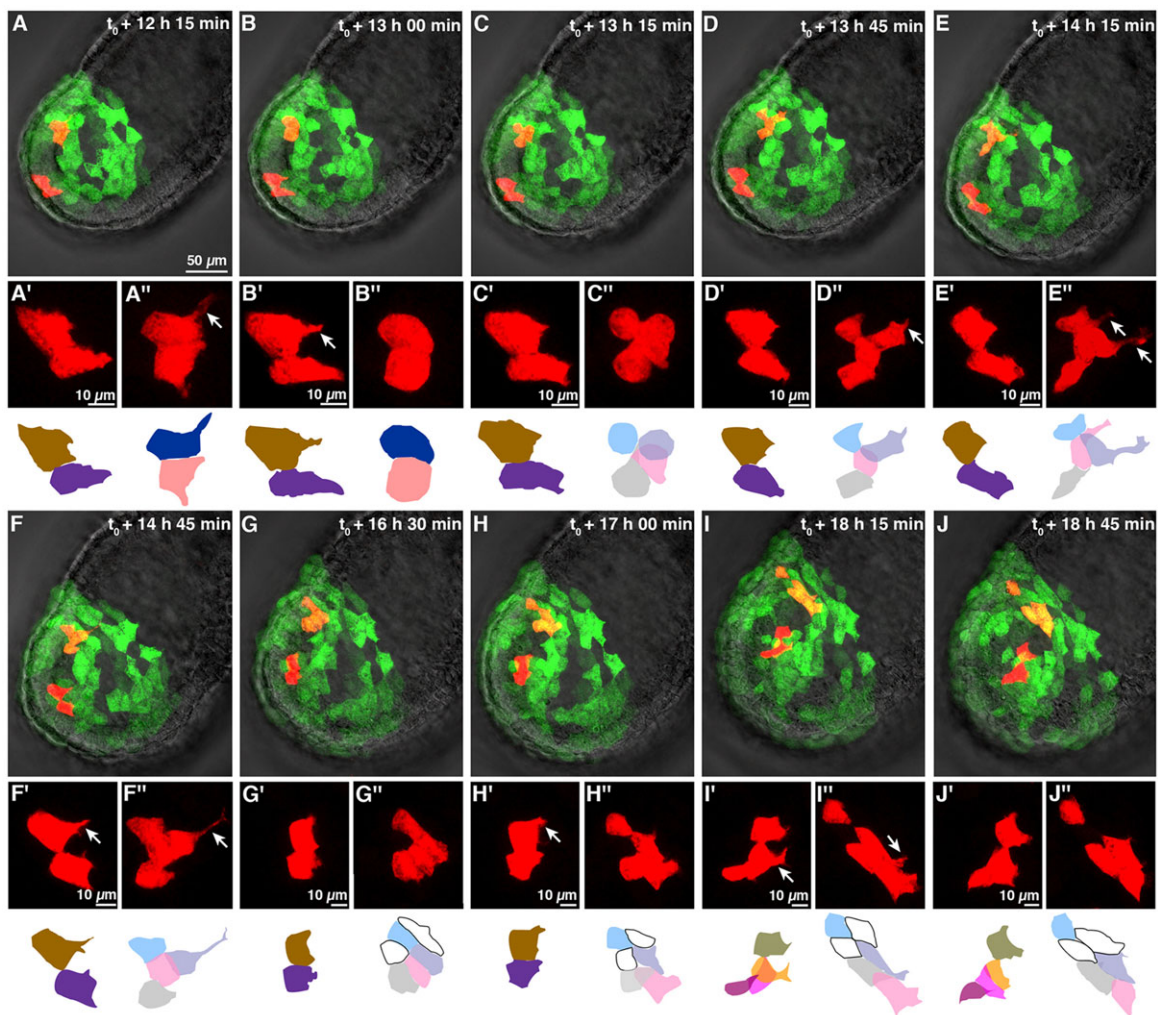 A t0 + 12 h 15 min
B t0 + 13 h 00 min
C t0 + 13 h 15 min
D t0 + 13 h 45 min
E t0 + 14 h 15 min
50 µm
A' A'' B' B'' C' C'' D' D'' E' E''
10 µm 10 µm 10 µm 10 µm 10 µm
F t0 + 14 h 45 min
G t0 + 16 h 30 min
H t0 + 17 h 00 min
I t0 + 18 h 15 min
J t0 + 18 h 45 min
F' F'' G' G'' H' H'' I' I'' J' J''
10 µm 10 µm 10 µm 10 µm 10 µm